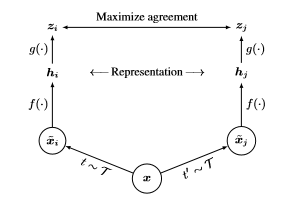 Maximize agreement
z_i z_j
g(·) g(·)
h_i ← Representation → h_j
f(·) f(·)
x̃_i x̃_j
t ~ 𝒯 t′ ~ 𝒯
x